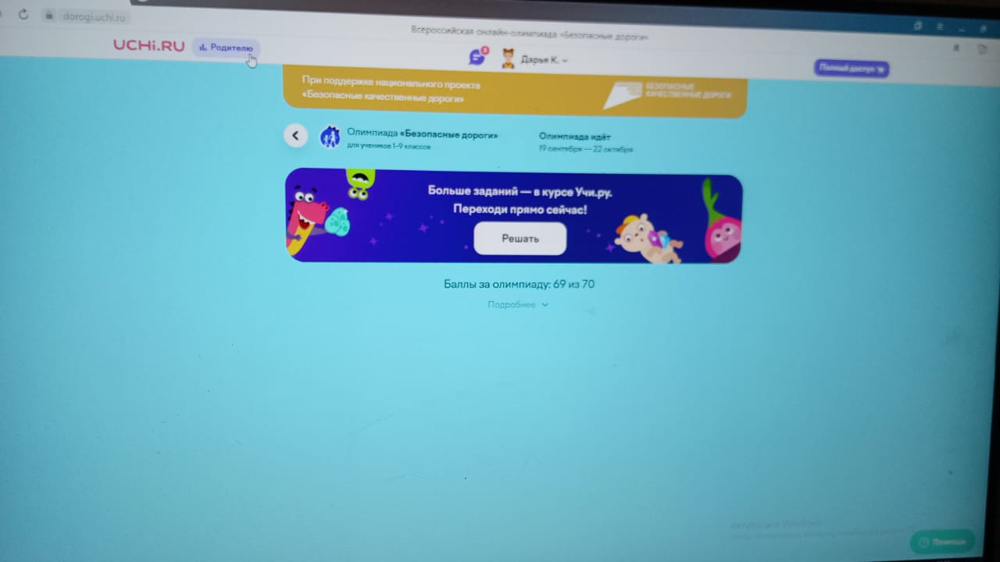 dorogi.uchi.ru
Всероссийская онлайн-олимпиада «Безопасные дороги»
UCHi.RU
Родителю
Дарья К.
Полный доступ
При поддержке национального проекта
«Безопасные качественные дороги»
БЕЗОПАСНЫЕ
КАЧЕСТВЕННЫЕ ДОРОГИ
Олимпиада «Безопасные дороги»
для учеников 1–9 классов
Олимпиада идёт
19 сентября — 22 октября
Больше заданий — в курсе Учи.ру.
Переходи прямо сейчас!
Решать
Баллы за олимпиаду: 69 из 70
Подробнее
Активация Windows
Помощь